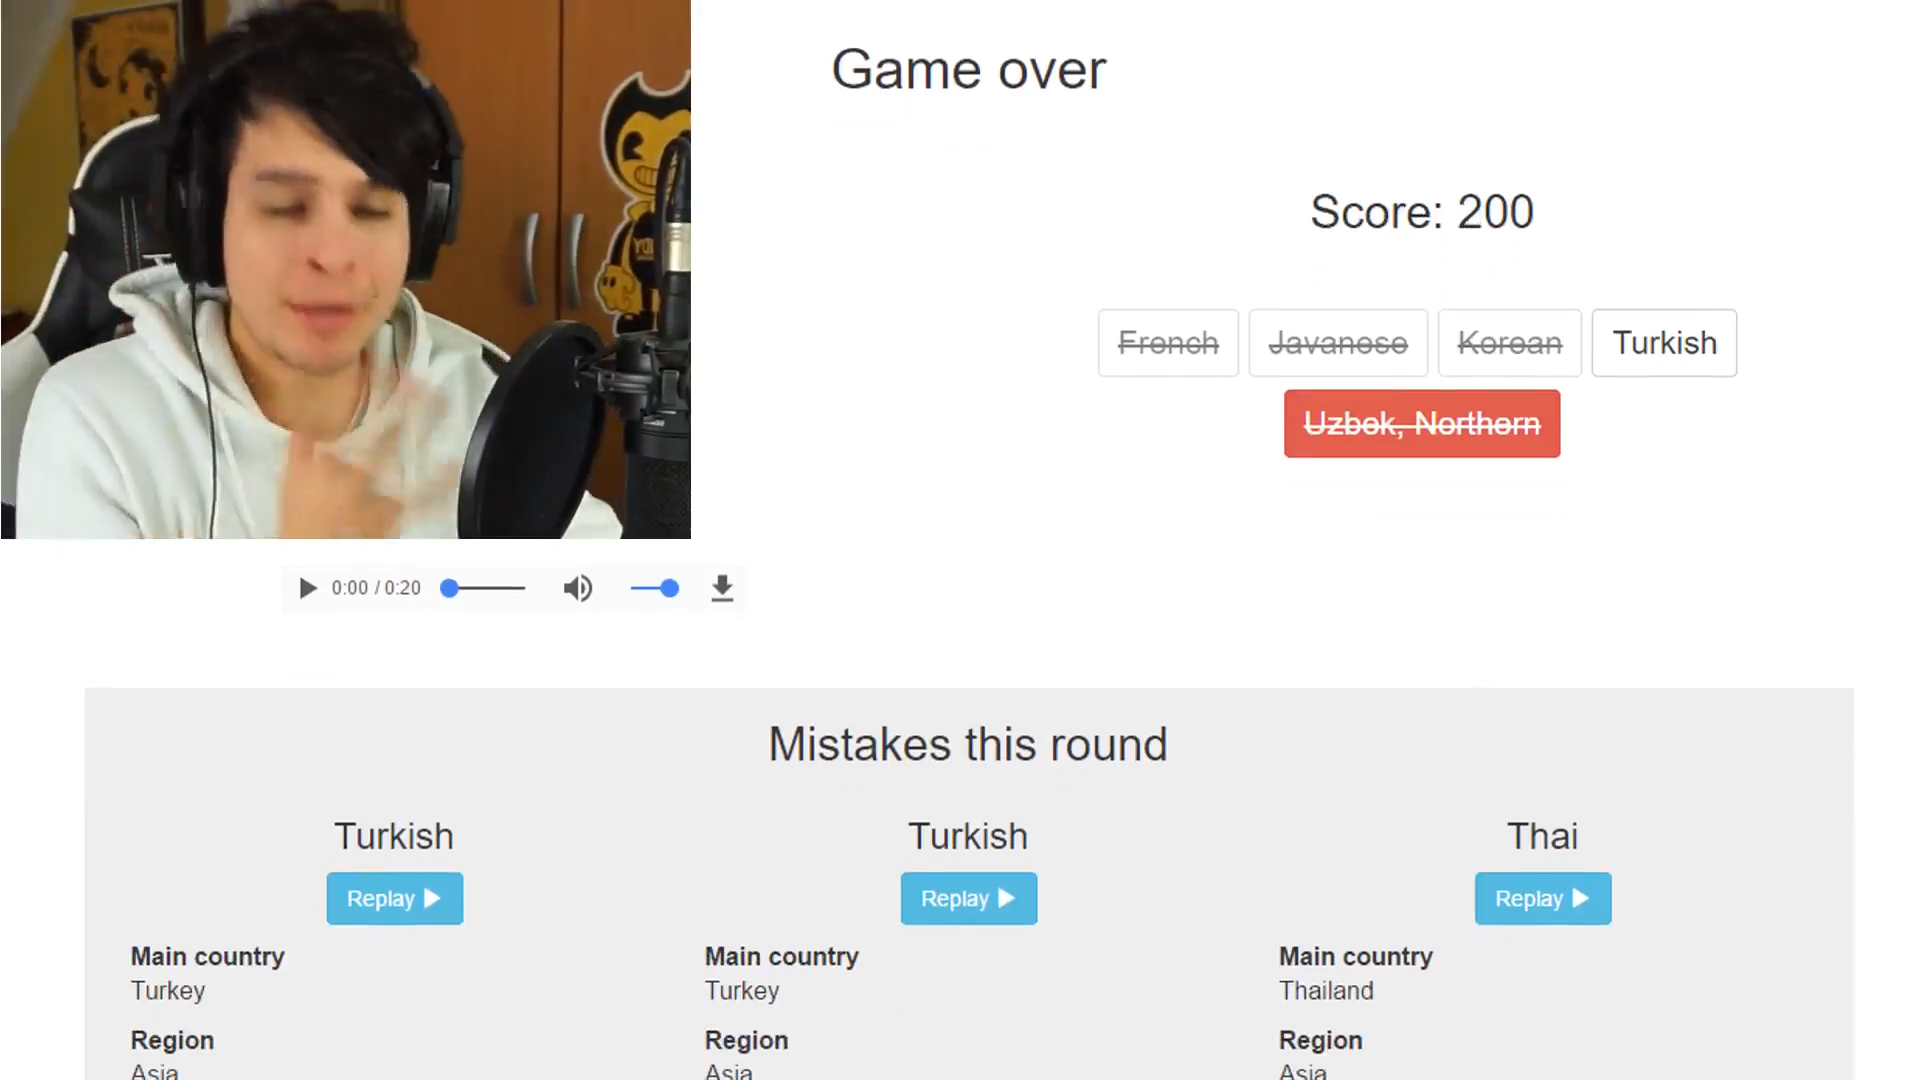 Game over
Score: 200
French Javanese Korean Turkish
Uzbek, Northern
0:00 / 0:20
Mistakes this round
Turkish Turkish Thai
Replay Replay Replay
Main country Main country Main country
Turkey Turkey Thailand
Region Region Region
Asia Asia Asia